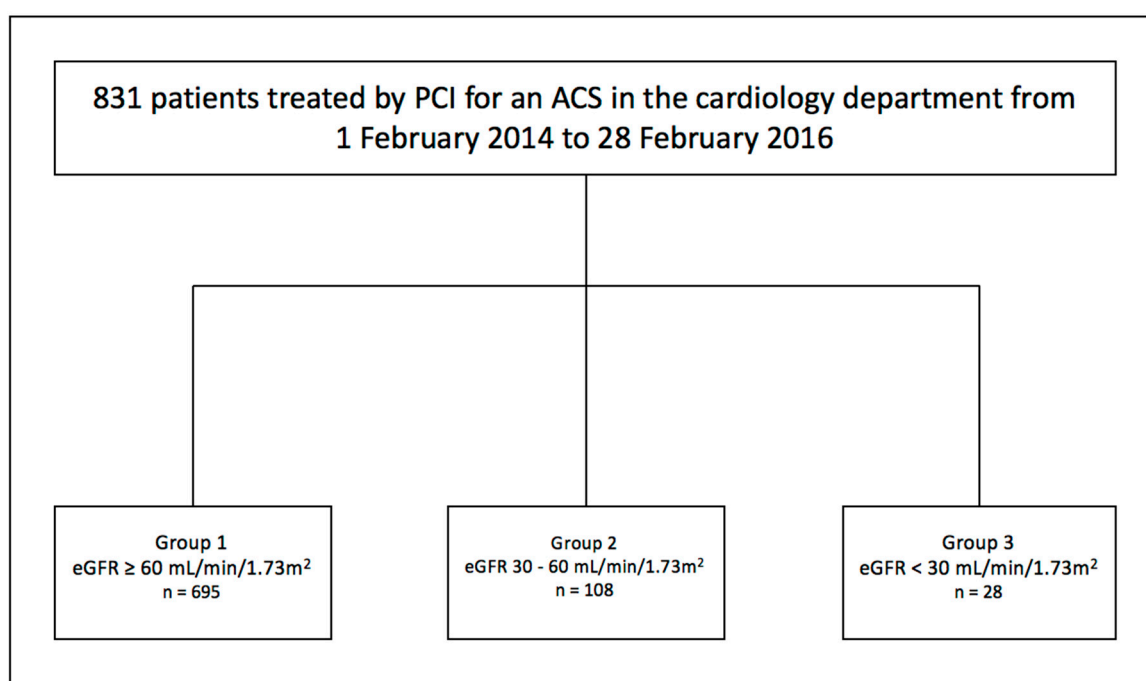 831 patients treated by PCI for an ACS in the cardiology department from
1 February 2014 to 28 February 2016
Group 1
eGFR ≥ 60 mL/min/1.73m²
n = 695
Group 2
eGFR 30 - 60 mL/min/1.73m²
n = 108
Group 3
eGFR < 30 mL/min/1.73m²
n = 28